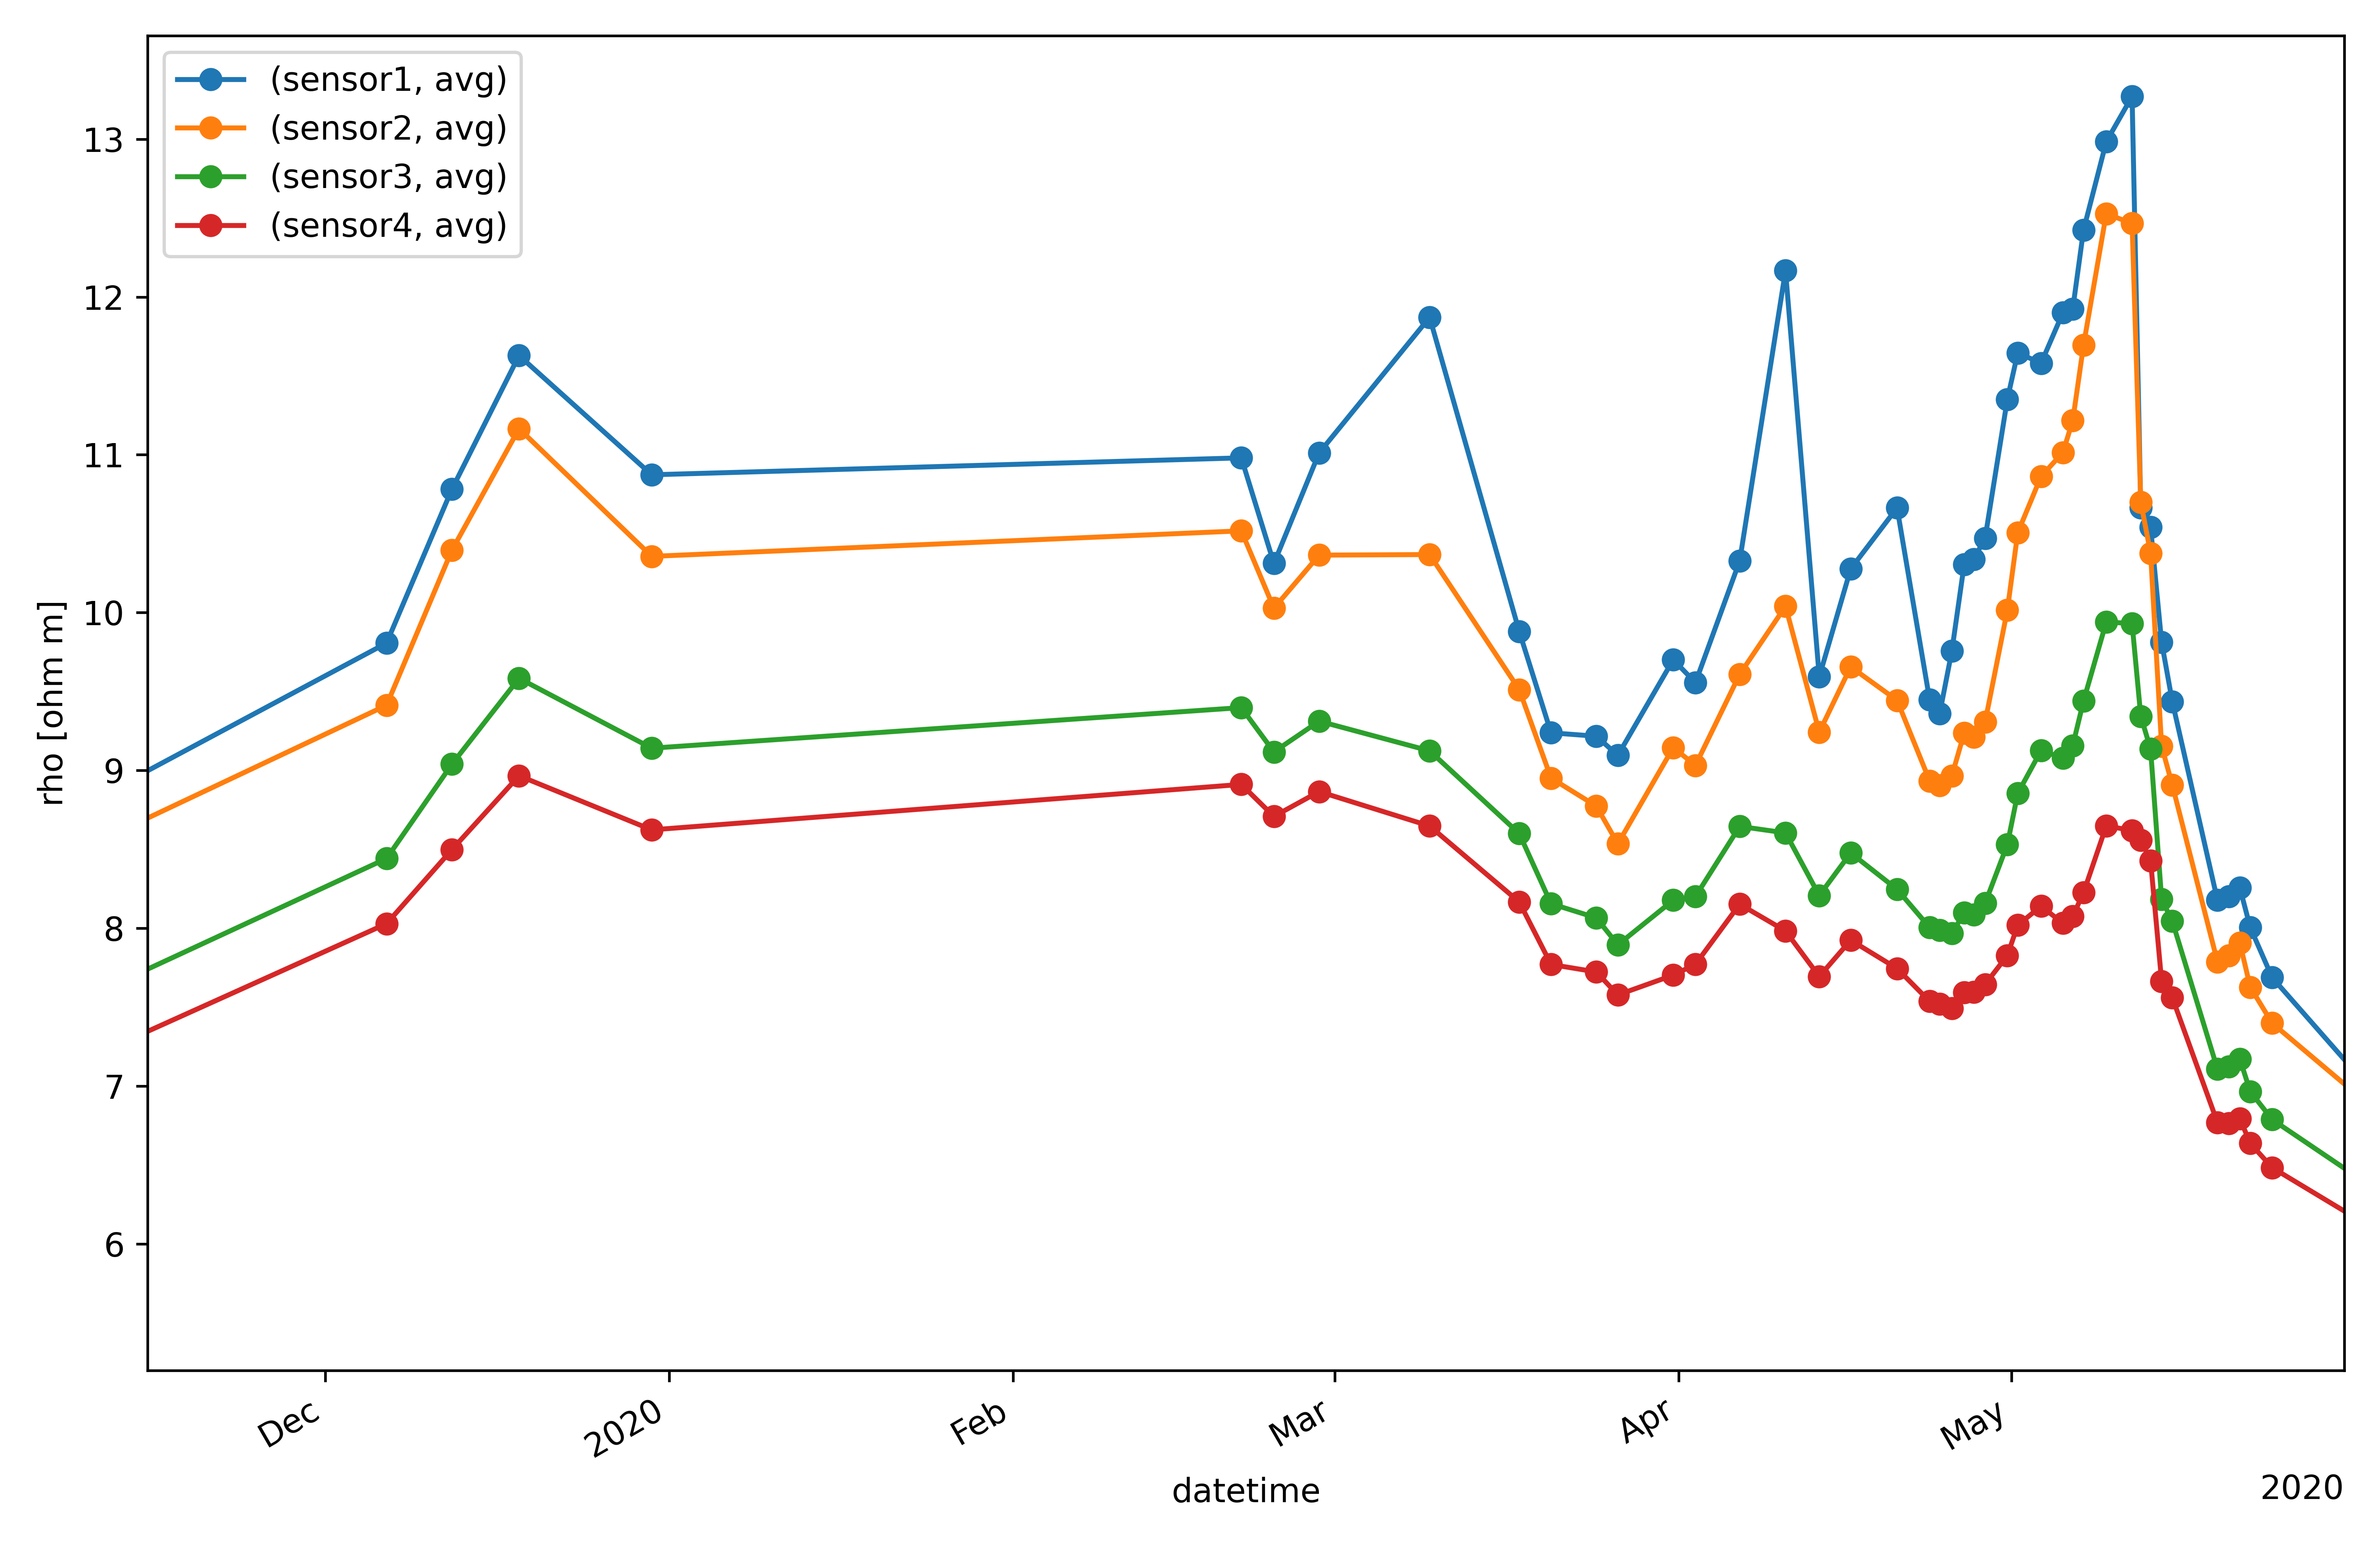 (sensor1, avg)
(sensor2, avg)
(sensor3, avg)
(sensor4, avg)
13
12
11
10
9
8
7
6
rho [ohm m]
Dec
2020
Feb
Mar
Apr
May
datetime
2020